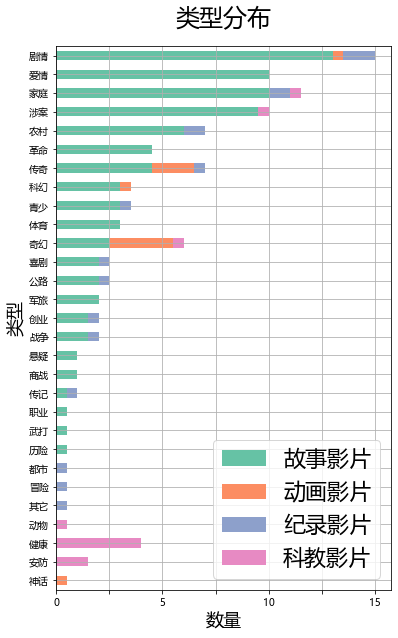 类型分布
剧情
爱情
家庭
涉案
农村
革命
传奇
科幻
青少
体育
奇幻
喜剧
公路
军旅
创业
战争
悬疑
商战
传记
职业
武打
历险
都市
冒险
其它
动物
健康
安防
神话
类型
故事影片
动画影片
纪录影片
科教影片
0 5 10 15
数量